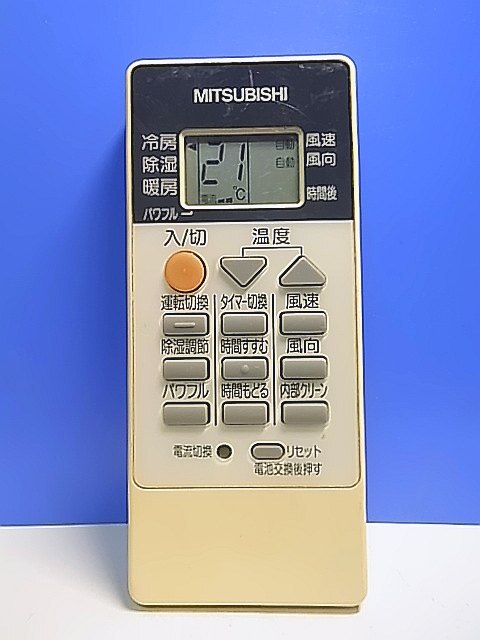 MITSUBISHI
冷房 自動 風速
除湿 21 自動 風向
暖房 ℃ 時間後
パワフル
入/切 温度
運転切換 タイマー切換 風速
除湿調節 時間すすむ 風向
パワフル 時間もどる 内部クリーン
電流切換 リセット
電池交換後押す